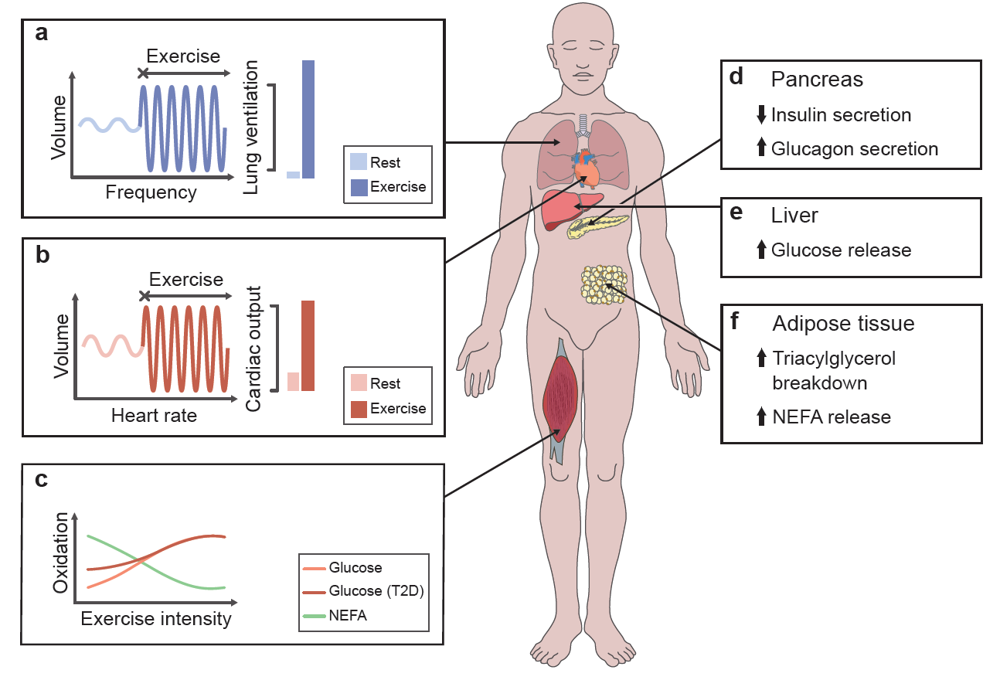 a
Exercise
Volume
Frequency
Lung ventilation
Rest
Exercise
b
Exercise
Volume
Heart rate
Cardiac output
Rest
Exercise
c
Oxidation
Exercise intensity
Glucose
Glucose (T2D)
NEFA
d Pancreas
Insulin secretion
Glucagon secretion
e Liver
Glucose release
f Adipose tissue
Triacylglycerol
breakdown
NEFA release